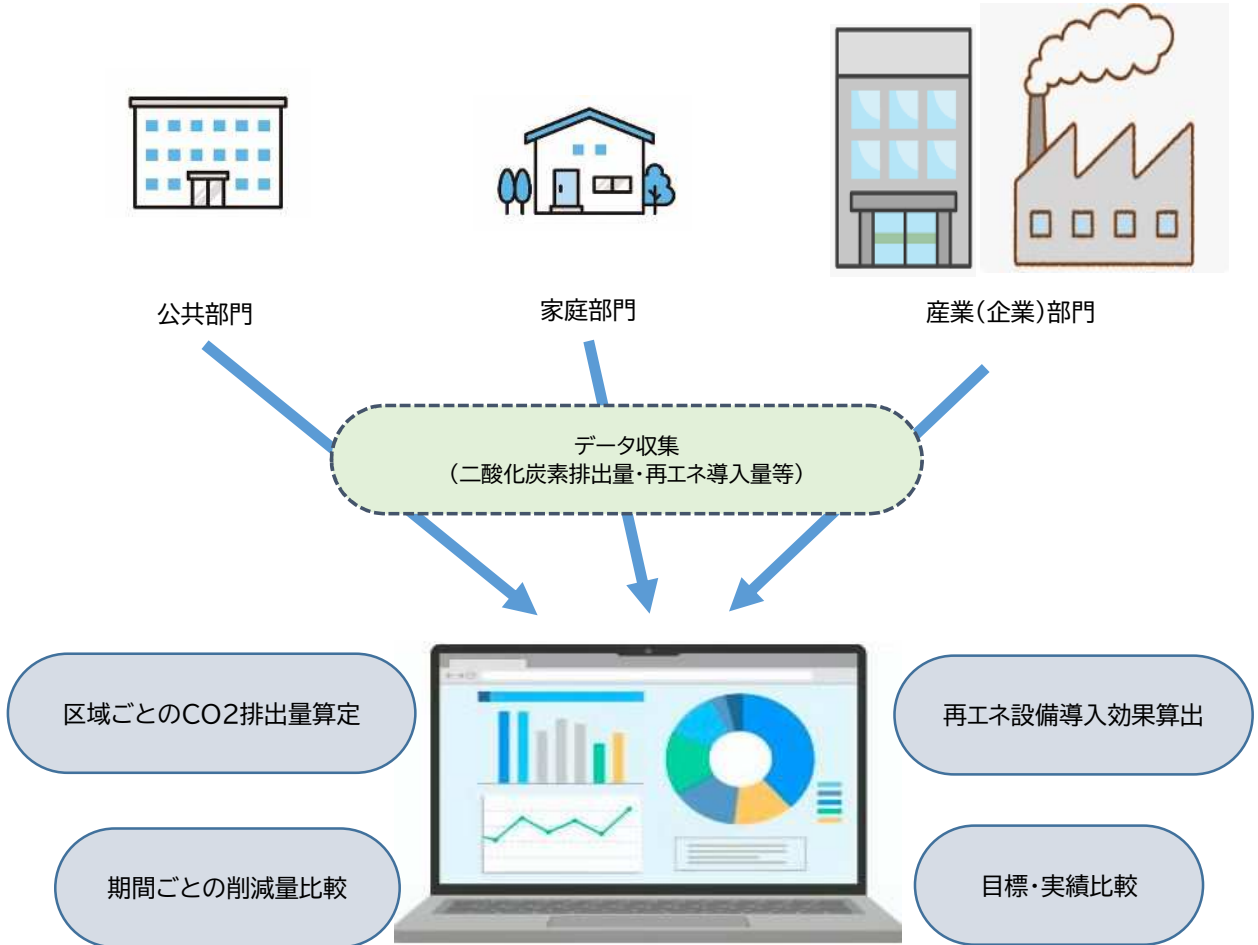 公共部門
家庭部門
産業(企業)部門
データ収集
(二酸化炭素排出量・再エネ導入量等)
区域ごとのCO2排出量算定
再エネ設備導入効果算出
期間ごとの削減量比較
目標・実績比較